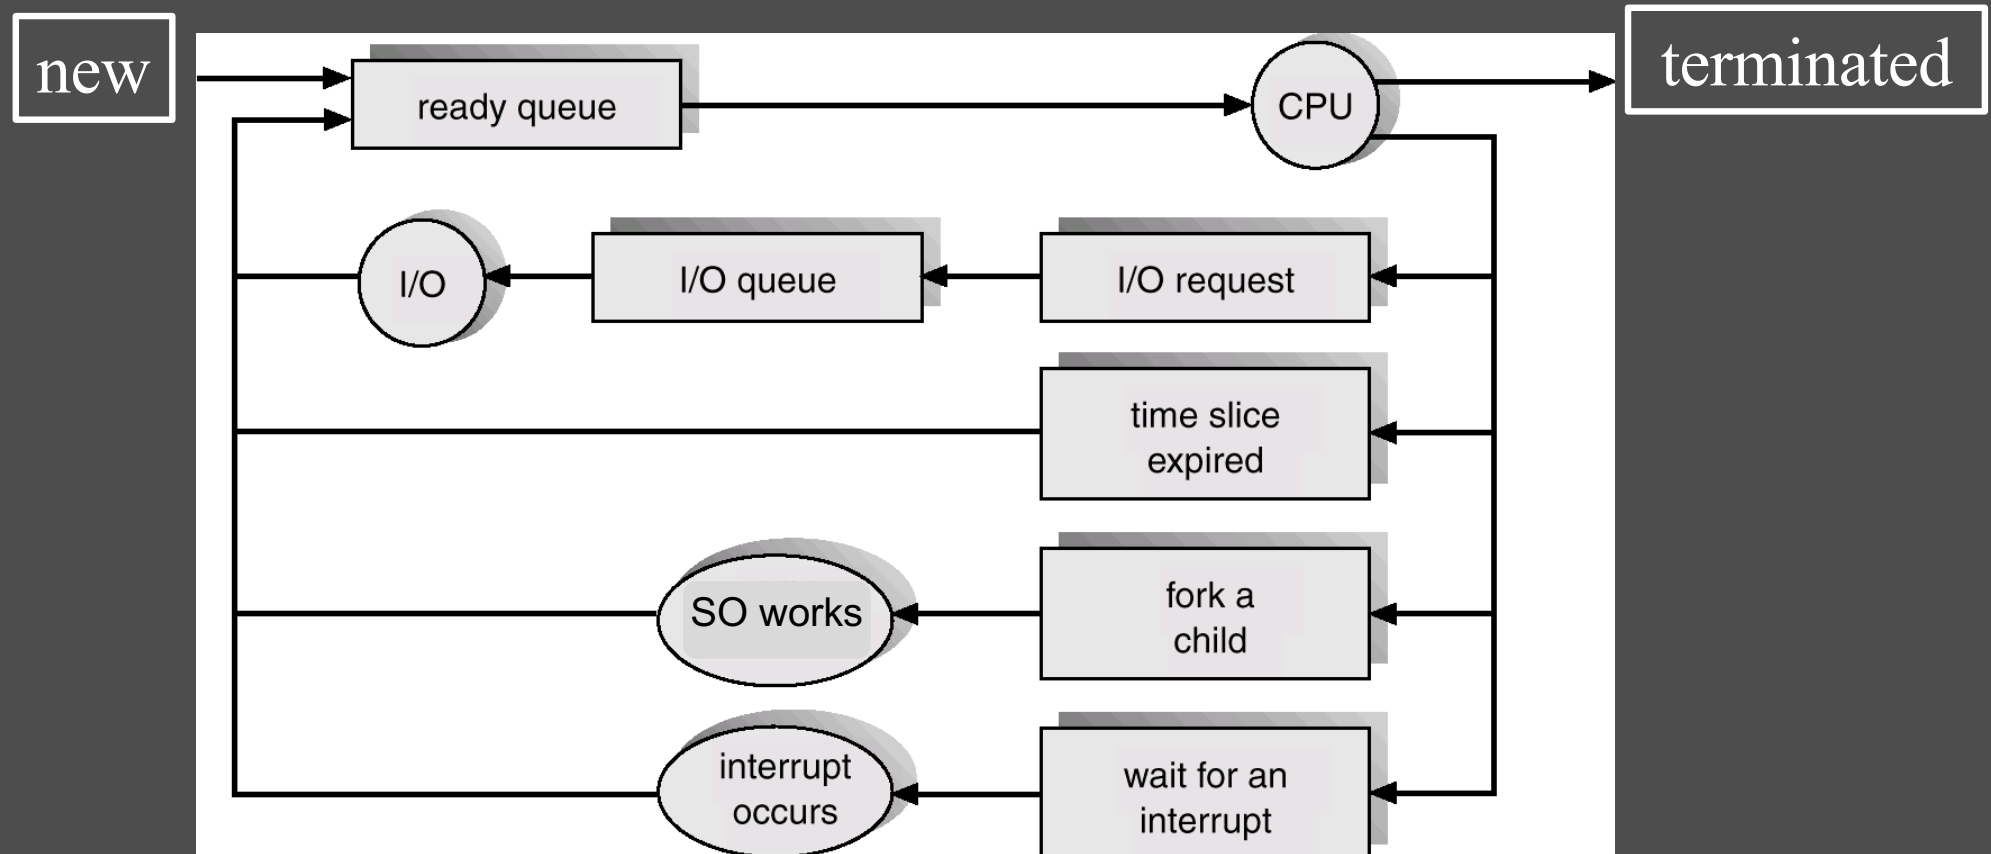 new
terminated
ready queue
CPU
I/O
I/O queue
I/O request
time slice
expired
SO works
fork a
child
interrupt
occurs
wait for an
interrupt